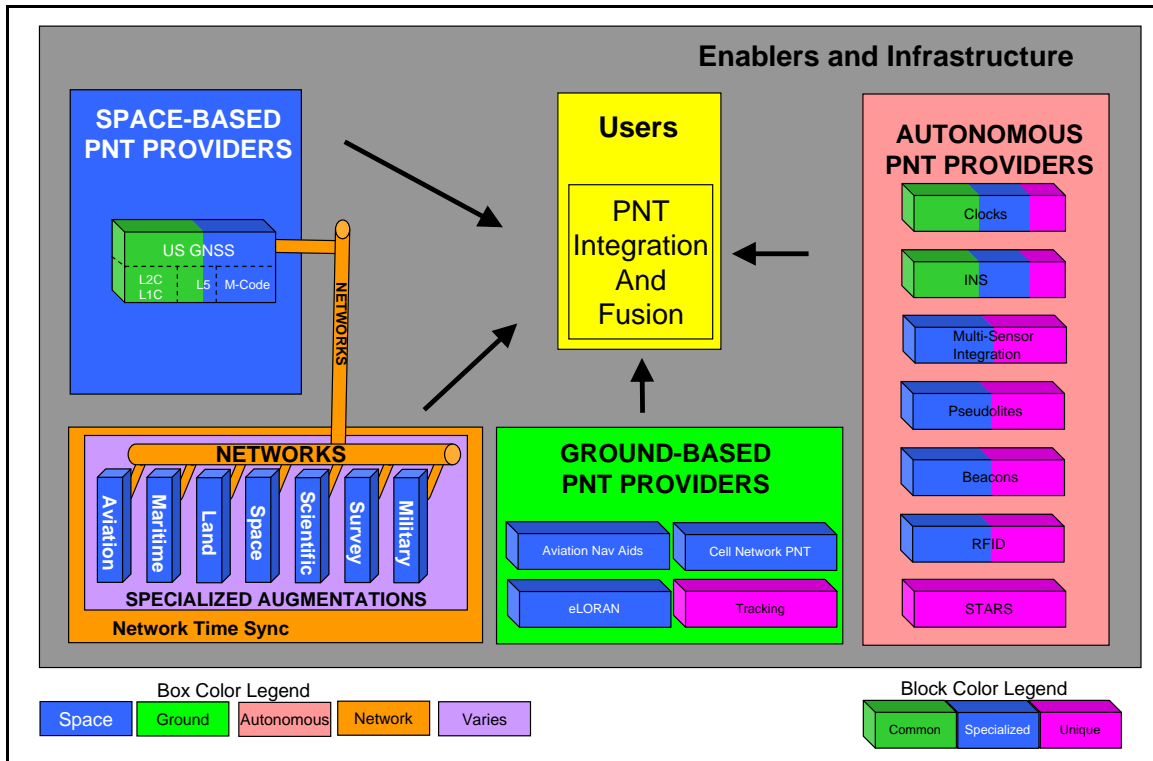 Enablers and Infrastructure
SPACE-BASED
PNT PROVIDERS
US GNSS
L2C
L1C
L5
M-Code
NETWORKS
Users
PNT
Integration
And
Fusion
AUTONOMOUS
PNT PROVIDERS
Clocks
INS
Multi-Sensor
Integration
Pseudolites
Beacons
RFID
STARS
NETWORKS
Aviation
Maritime
Land
Space
Scientific
Survey
Military
SPECIALIZED AUGMENTATIONS
Network Time Sync
GROUND-BASED
PNT PROVIDERS
Aviation Nav Aids
Cell Network PNT
eLORAN
Tracking
Box Color Legend
Space
Ground
Autonomous
Network
Varies
Block Color Legend
Common
Specialized
Unique